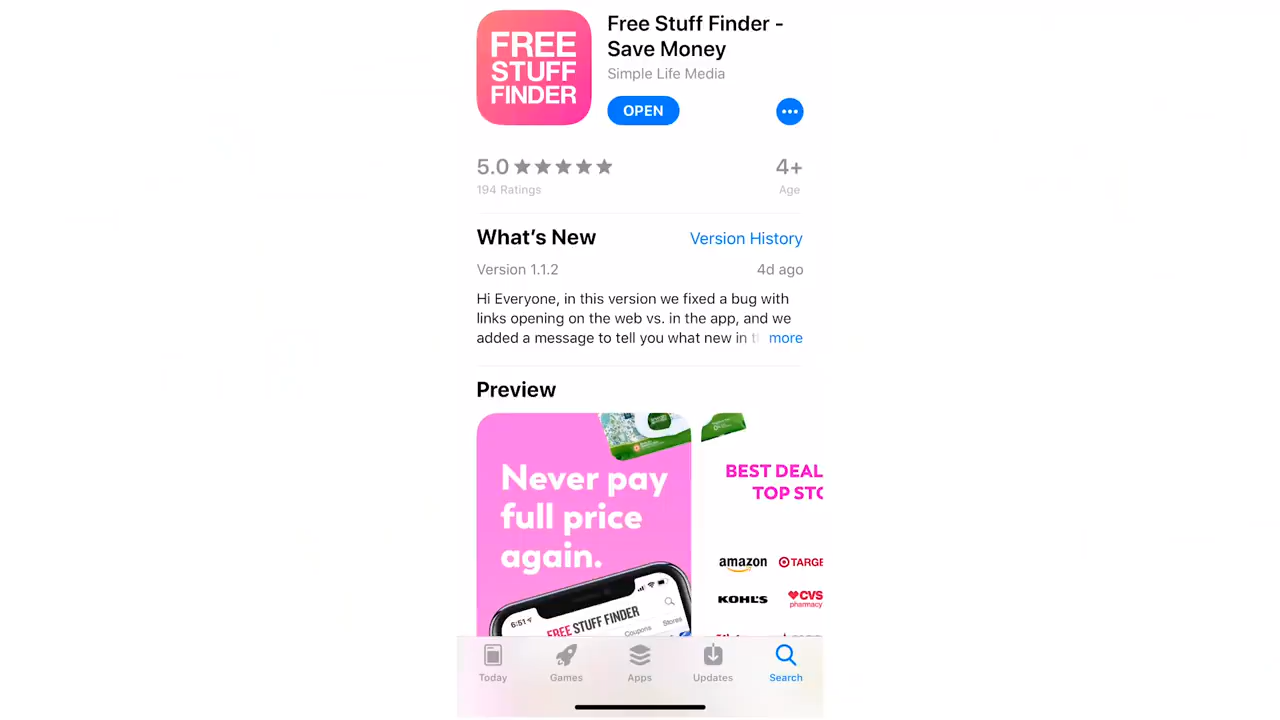 FREE
STUFF
FINDER
Free Stuff Finder -
Save Money
Simple Life Media
OPEN
5.0
194 Ratings
4+
Age
What's New
Version History
Version 1.1.2
4d ago
Hi Everyone, in this version we fixed a bug with
links opening on the web vs. in the app, and we
added a message to tell you what new in
more
Preview
Never pay
full price
again.
6:51
FREE STUFF FINDER
Coupons
Stores
BEST DEAL
TOP STO
amazon
TARGE
KOHL'S
CVS
pharmacy
Today
Games
Apps
Updates
Search